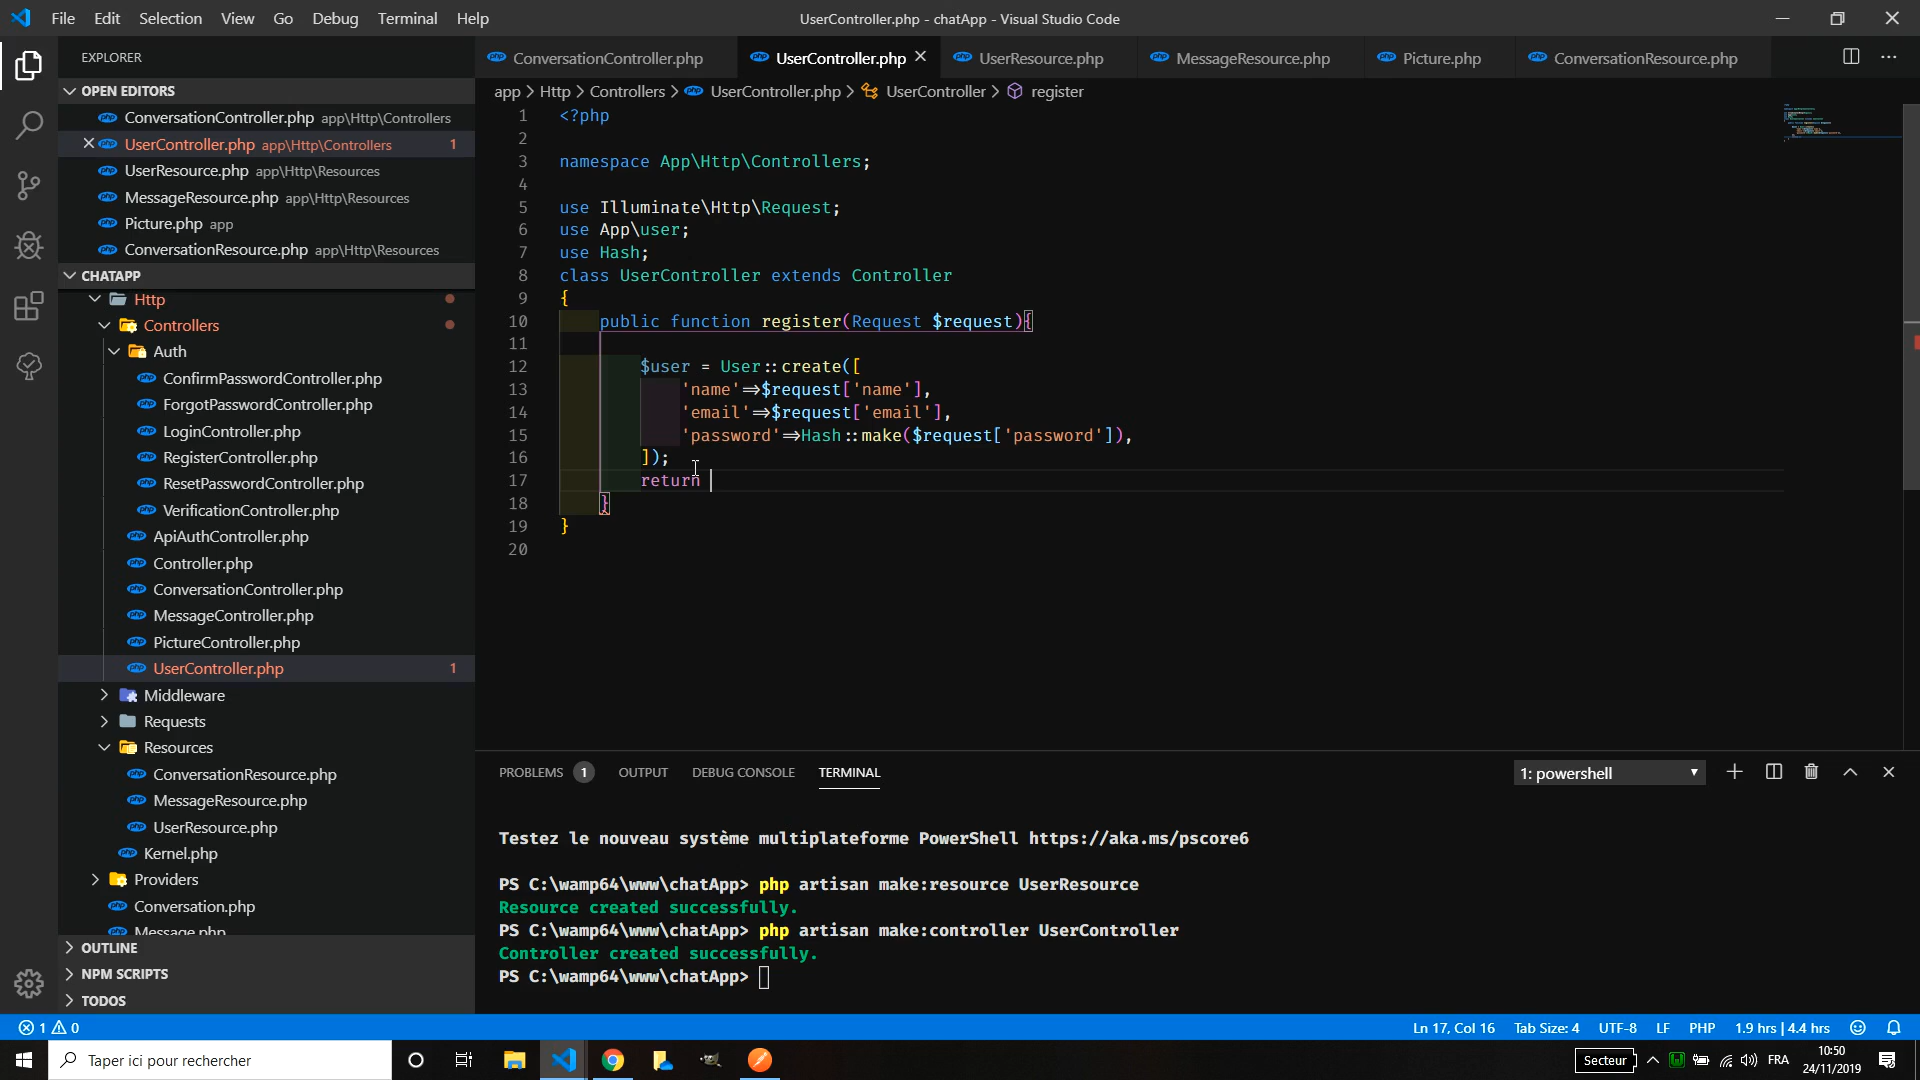 File Edit Selection View Go Debug Terminal Help
UserController.php - chatApp - Visual Studio Code
EXPLORER
OPEN EDITORS
ConversationController.php app\Http\Controllers
UserController.php app\Http\Controllers 1
UserResource.php app\Http\Resources
MessageResource.php app\Http\Resources
Picture.php app
ConversationResource.php app\Http\Resources
CHATAPP
Http
Controllers
Auth
ConfirmPasswordController.php
ForgotPasswordController.php
LoginController.php
RegisterController.php
ResetPasswordController.php
VerificationController.php
ApiAuthController.php
Controller.php
ConversationController.php
MessageController.php
PictureController.php
UserController.php 1
Middleware
Requests
Resources
ConversationResource.php
MessageResource.php
UserResource.php
Kernel.php
Providers
Conversation.php
Message.php
OUTLINE
NPM SCRIPTS
TODOS
ConversationController.php UserController.php UserResource.php MessageResource.php Picture.php ConversationResource.php
app > Http > Controllers > UserController.php > UserController > register
1 <?php
2
3 namespace App\Http\Controllers;
4
5 use Illuminate\Http\Request;
6 use App\user;
7 use Hash;
8 class UserController extends Controller
9 {
10 public function register(Request $request){
11
12 $user = User::create([
13 'name'=>$request['name'],
14 'email'=>$request['email'],
15 'password'=>Hash::make($request['password']),
16 ]);
17 return
18 }
19 }
20
PROBLEMS 1 OUTPUT DEBUG CONSOLE TERMINAL
1: powershell
Testez le nouveau système multiplateforme PowerShell https://aka.ms/pscore6
PS C:\wamp64\www\chatApp> php artisan make:resource UserResource
Resource created successfully.
PS C:\wamp64\www\chatApp> php artisan make:controller UserController
Controller created successfully.
PS C:\wamp64\www\chatApp>
1 0
Ln 17, Col 16 Tab Size: 4 UTF-8 LF PHP 1.9 hrs | 4.4 hrs
Taper ici pour rechercher
Secteur
FRA
10:50
24/11/2019